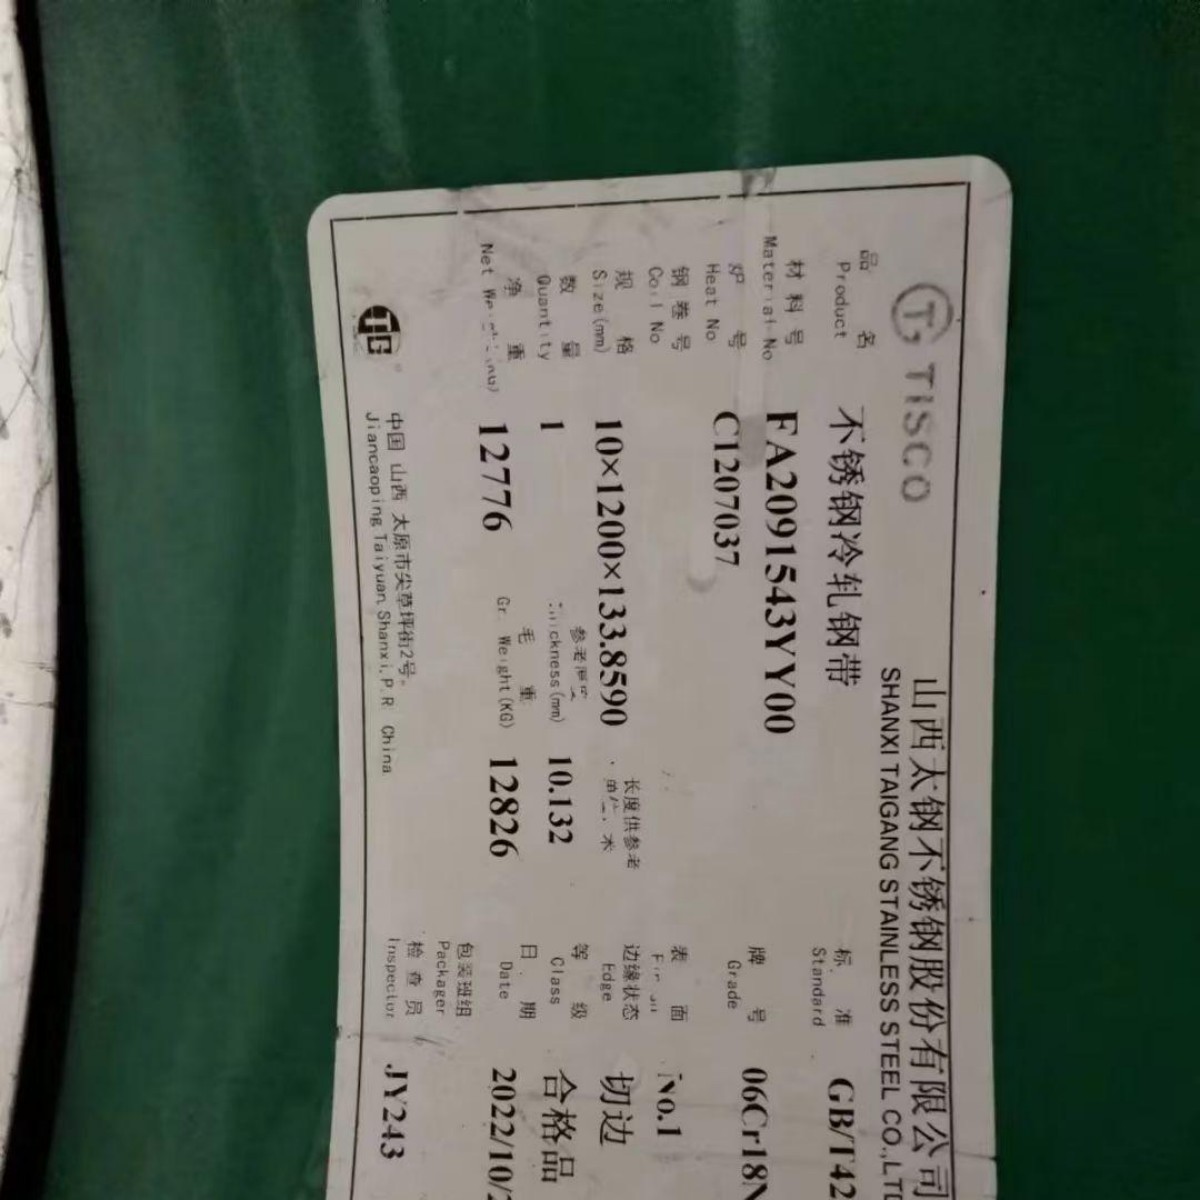 TISCO
山西太钢不锈钢股份有限公司
SHANXI TAIGANG STAINLESS STEEL CO.,LTD
品 名 不锈钢冷轧钢带 标 准 GB/T42
Product Standard
材 料 号 FA2091543YY00
Material No
炉 号 C1207037 牌 号 06Cr18N
Heat No Grade
钢 卷 号 表 面 No.1
Coil No
规 格 10×1200×133.8590 长度供参考 边缘状态 切边
Size(mm) Edge
数 量 1 10.132 等 级 合格品
Quantity Thickness(mm) Class
净 重 12776 毛 重 12826 日 期 2022/10/
Net Gr. Weight(KG) Date
包装班组
Packager
TG 中国 山西 太原市尖草坪街2号。 检 查 员 JY243
Jiancaoping Taiyuan, Shanxi, P.R. China Inspector